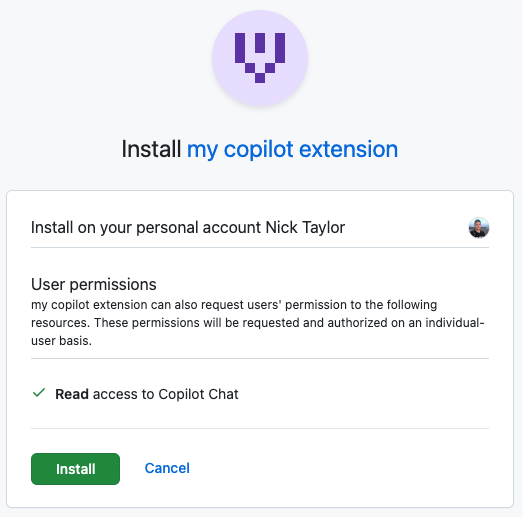 Install my copilot extension
Install on your personal account Nick Taylor
User permissions
my copilot extension can also request users' permission to the following
resources. These permissions will be requested and authorized on an individual-
user basis.
Read access to Copilot Chat
Install
Cancel